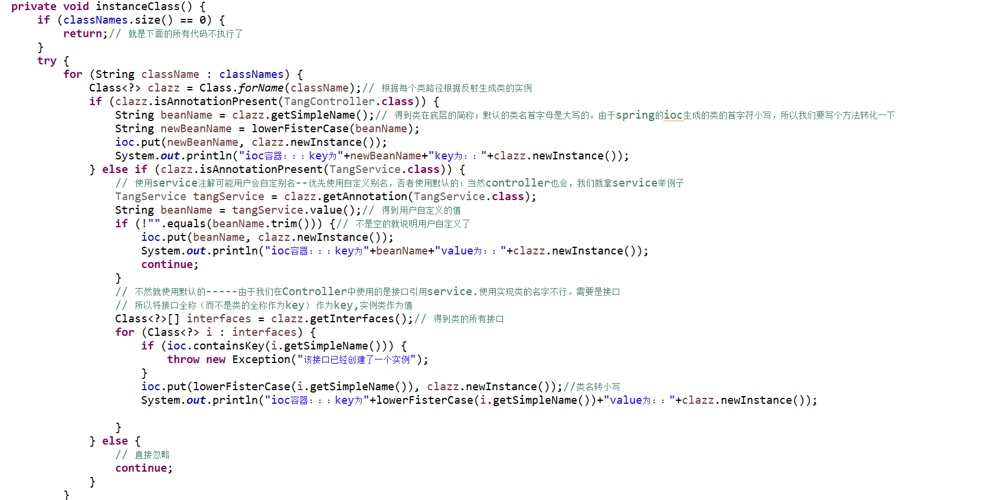 private void instanceClass() {
if (classNames.size() == 0) {
return;// 就是下面的所有代码不执行了
}
try {
for (String className : classNames) {
Class<?> clazz = Class.forName(className);// 根据每个类路径根据反射生成类的实例
if (clazz.isAnnotationPresent(TangController.class)) {
String beanName = clazz.getSimpleName();// 得到类在底层的简称;默认的类名首字母是大写的。由于spring的ioc生成的类的首字符小写，所以我们要写个方法转化一下
String newBeanName = lowerFisterCase(beanName);
ioc.put(newBeanName, clazz.newInstance());
System.out.println("ioc容器：：：key为"+newBeanName+"key为：："+clazz.newInstance());
} else if (clazz.isAnnotationPresent(TangService.class)) {
// 使用service注解可能用户会自定别名--优先使用自定义别名，否者使用默认的：当然controller也会，我们就拿service举例子
TangService tangService = clazz.getAnnotation(TangService.class);
String beanName = tangService.value();// 得到用户自定义的值
if (!"".equals(beanName.trim())) {// 不是空的就说明用户自定义了
ioc.put(beanName, clazz.newInstance());
System.out.println("ioc容器：：：key为"+beanName+"value为：："+clazz.newInstance());
continue;
}
// 不然就使用默认的-----由于我们在Controller中使用的是接口引用service.使用实现类的名字不行。需要是接口
// 所以将接口全称（而不是类的全称作为key） 作为key,实例类作为值
Class<?>[] interfaces = clazz.getInterfaces();// 得到类的所有接口
for (Class<?> i : interfaces) {
if (ioc.containsKey(i.getSimpleName())) {
throw new Exception("该接口已经创建了一个实例");
}
ioc.put(lowerFisterCase(i.getSimpleName()), clazz.newInstance());//类名转小写
System.out.println("ioc容器：：：key为"+lowerFisterCase(i.getSimpleName())+"value为：："+clazz.newInstance());
}
} else {
// 直接忽略
continue;
}
}